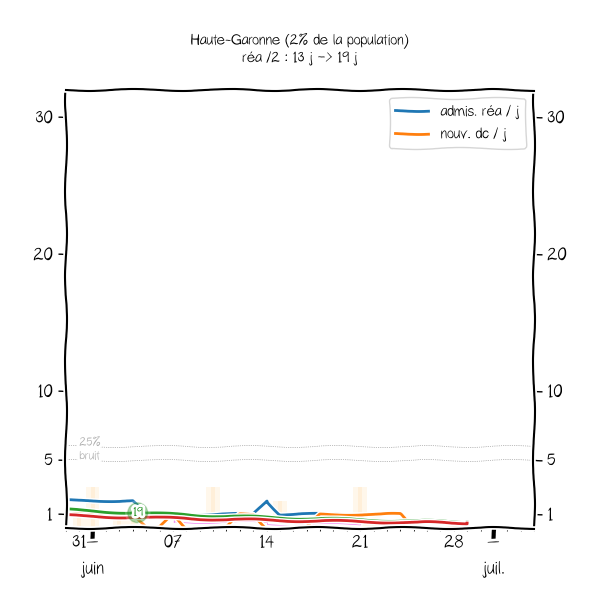 Haute-Garonne (2% de la population)
réa /2 : 13 j -> 19 j
admis. réa / j
nouv. dc / j
30
30
20
20
10
10
25%
bruit
5
5
19
1
1
31
07
14
21
28
juin
juil.